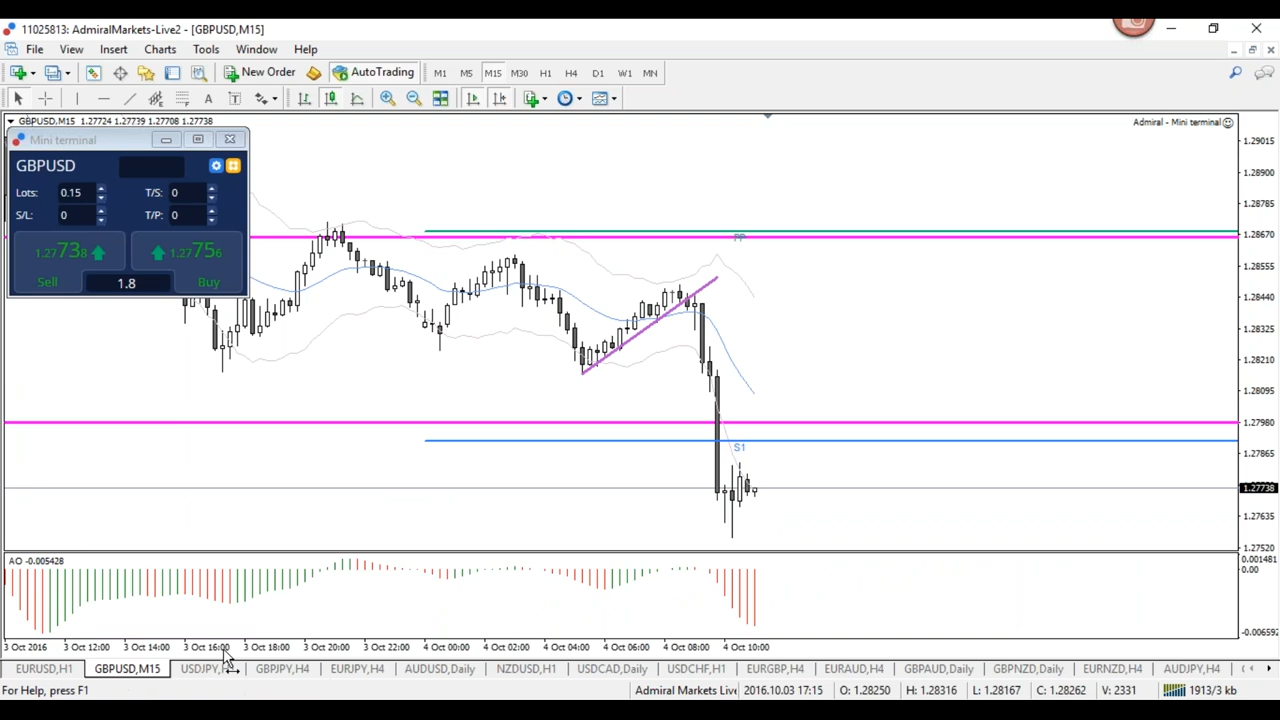 11025813: AdmiralMarkets-Live2 - [GBPUSD,M15]
File View Insert Charts Tools Window Help
New Order AutoTrading M1 M5 M15 M30 H1 H4 D1 W1 MN
A T
GBPUSD,M15 1.27724 1.27739 1.27708 1.27738
Admiral - Mini terminal
Mini terminal
GBPUSD
Lots: 0.15 T/S: 0
S/L: 0 T/P: 0
1.27738 1.27756
Sell 1.8 Buy
PP
S1
1.29015
1.28900
1.28785
1.28670
1.28555
1.28440
1.28325
1.28210
1.28095
1.27980
1.27865
1.27738
1.27635
1.27520
AO -0.005428
0.001481
0.00
-0.006592
3 Oct 2016 3 Oct 12:00 3 Oct 14:00 3 Oct 16:00 3 Oct 18:00 3 Oct 20:00 3 Oct 22:00 4 Oct 00:00 4 Oct 02:00 4 Oct 04:00 4 Oct 06:00 4 Oct 08:00 4 Oct 10:00
EURUSD,H1 GBPUSD,M15 USDJPY, GBPJPY,H4 EURJPY,H4 AUDUSD,Daily NZDUSD,H1 USDCAD,Daily USDCHF,H1 EURGBP,H4 EURAUD,H4 GBPAUD,Daily GBPNZD,Daily EURNZD,H4 AUDJPY,H4
For Help, press F1 Admiral Markets Live 2016.10.03 17:15 O: 1.28250 H: 1.28316 L: 1.28167 C: 1.28262 V: 2331 1913/3 kb